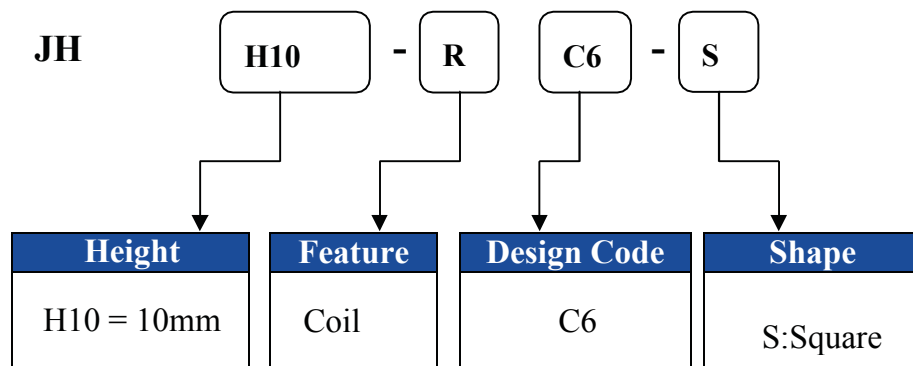 JH H10 - R C6 - S
Height Feature Design Code Shape
H10 = 10mm Coil C6 S:Square